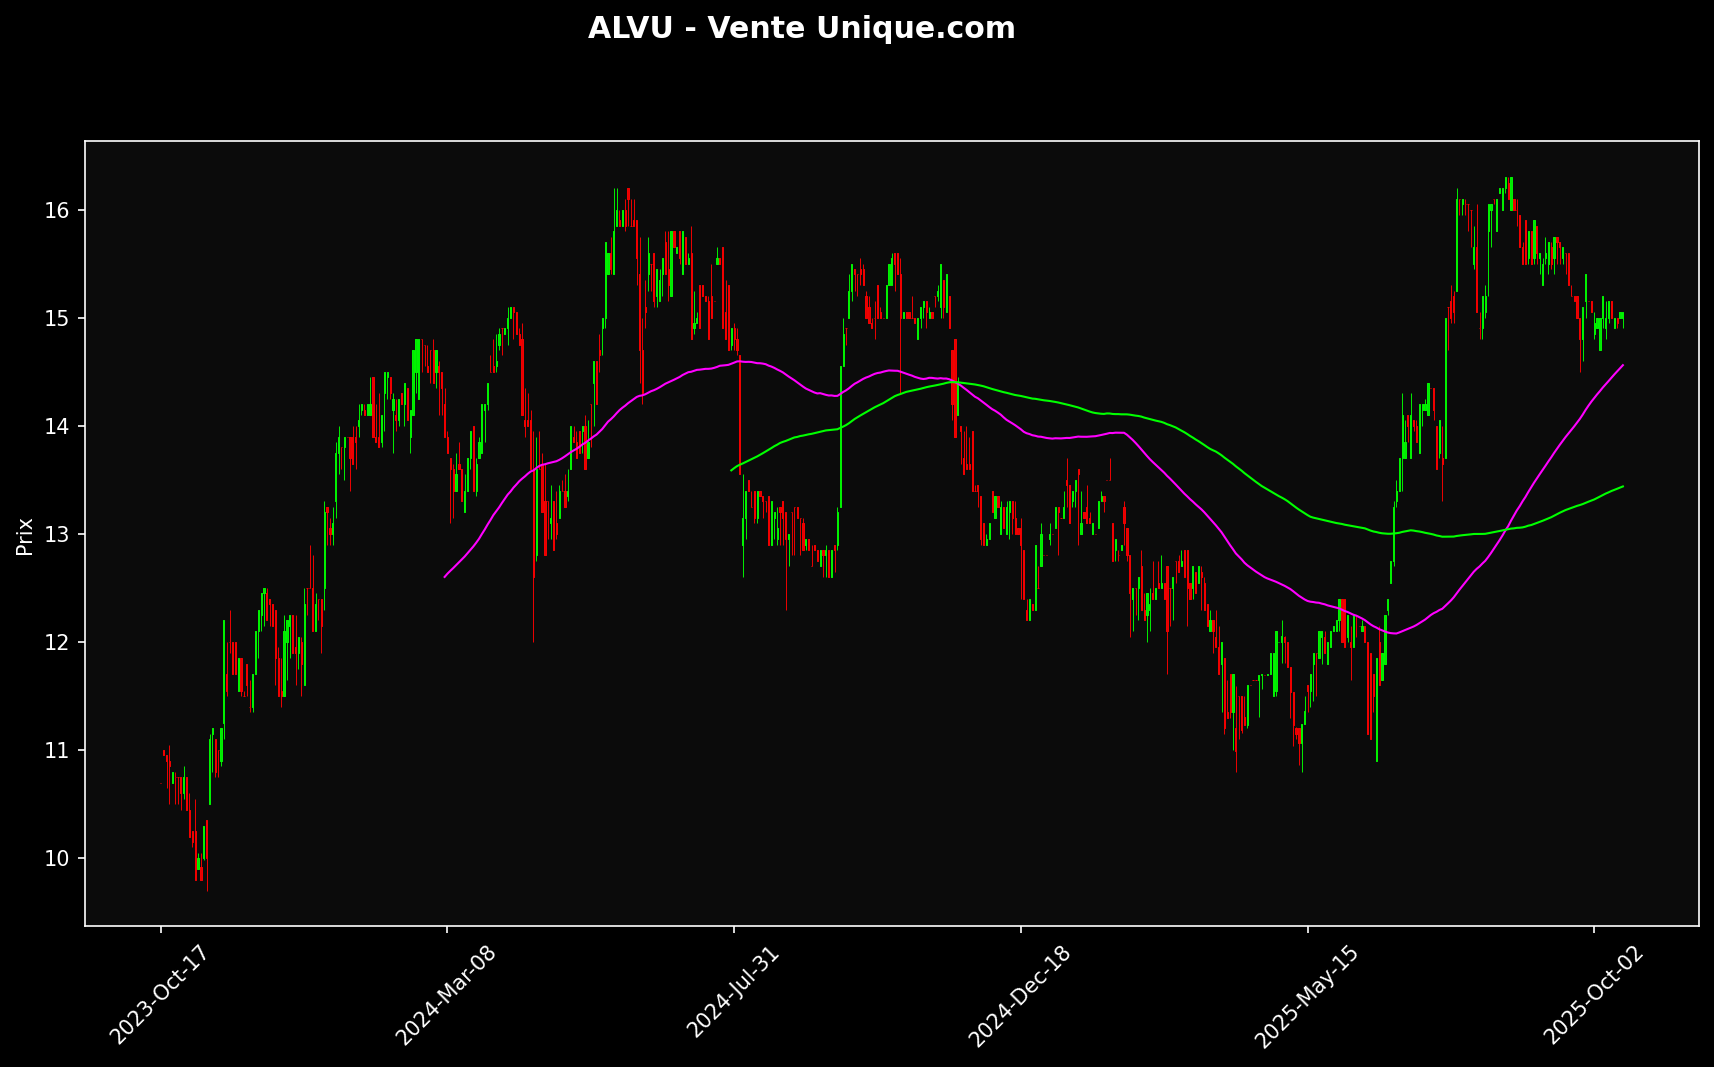 ALVU - Vente Unique.com
Prix
16
15
14
13
12
11
10
2023-Oct-17
2024-Mar-08
2024-Jul-31
2024-Dec-18
2025-May-15
2025-Oct-02